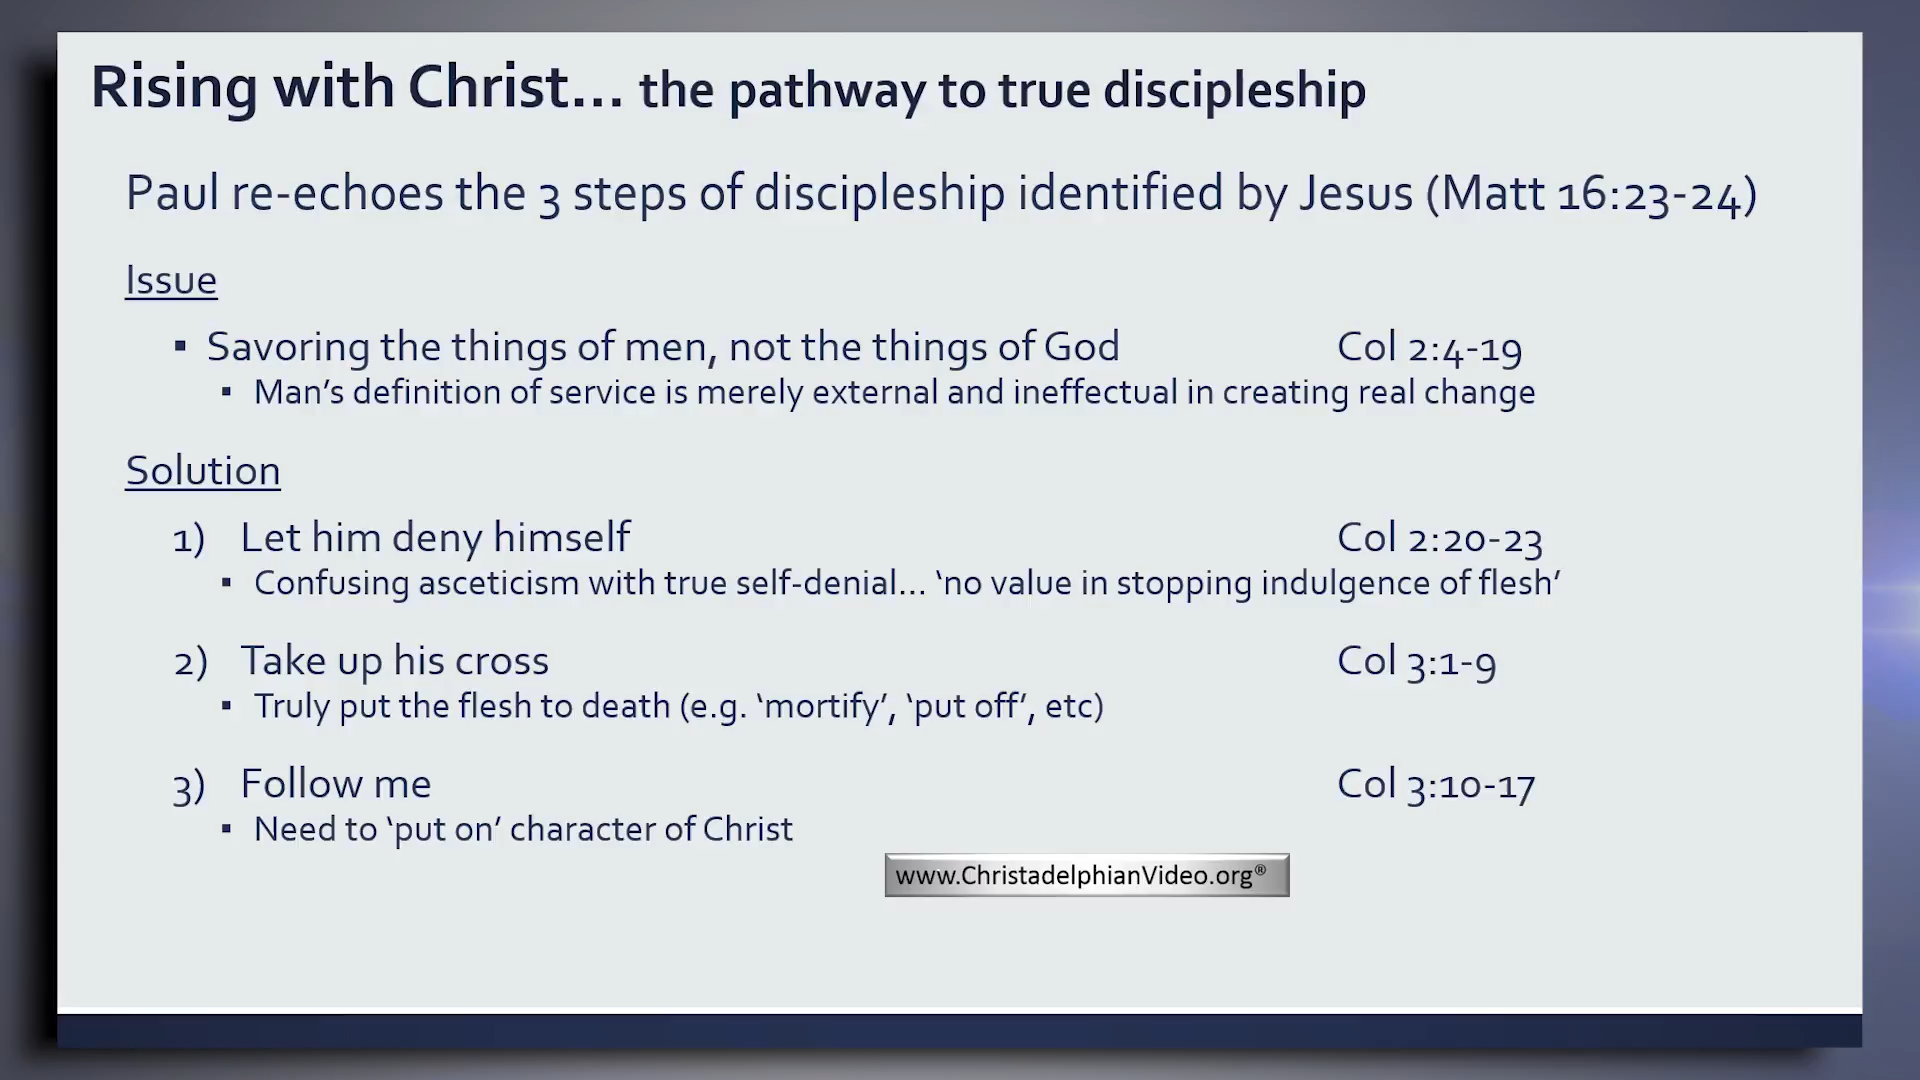 Rising with Christ... the pathway to true discipleship
Paul re-echoes the 3 steps of discipleship identified by Jesus (Matt 16:23-24)
Issue
▪ Savoring the things of men, not the things of God Col 2:4-19
▪ Man's definition of service is merely external and ineffectual in creating real change
Solution
1) Let him deny himself Col 2:20-23
▪ Confusing asceticism with true self-denial... 'no value in stopping indulgence of flesh'
2) Take up his cross Col 3:1-9
▪ Truly put the flesh to death (e.g. 'mortify', 'put off', etc)
3) Follow me Col 3:10-17
▪ Need to 'put on' character of Christ
www.ChristadelphianVideo.org®